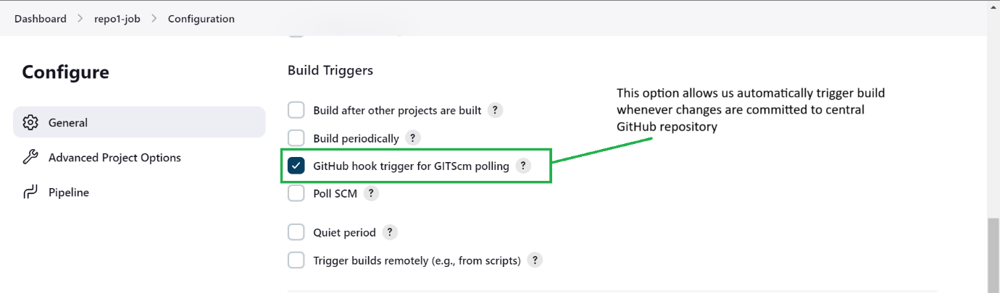 Dashboard > repo1-job > Configuration
Configure
General
Advanced Project Options
Pipeline
Build Triggers
Build after other projects are built ?
Build periodically ?
GitHub hook trigger for GITScm polling ?
Poll SCM ?
Quiet period ?
Trigger builds remotely (e.g., from scripts) ?
This option allows us automatically trigger build
whenever changes are committed to central
GitHub repository